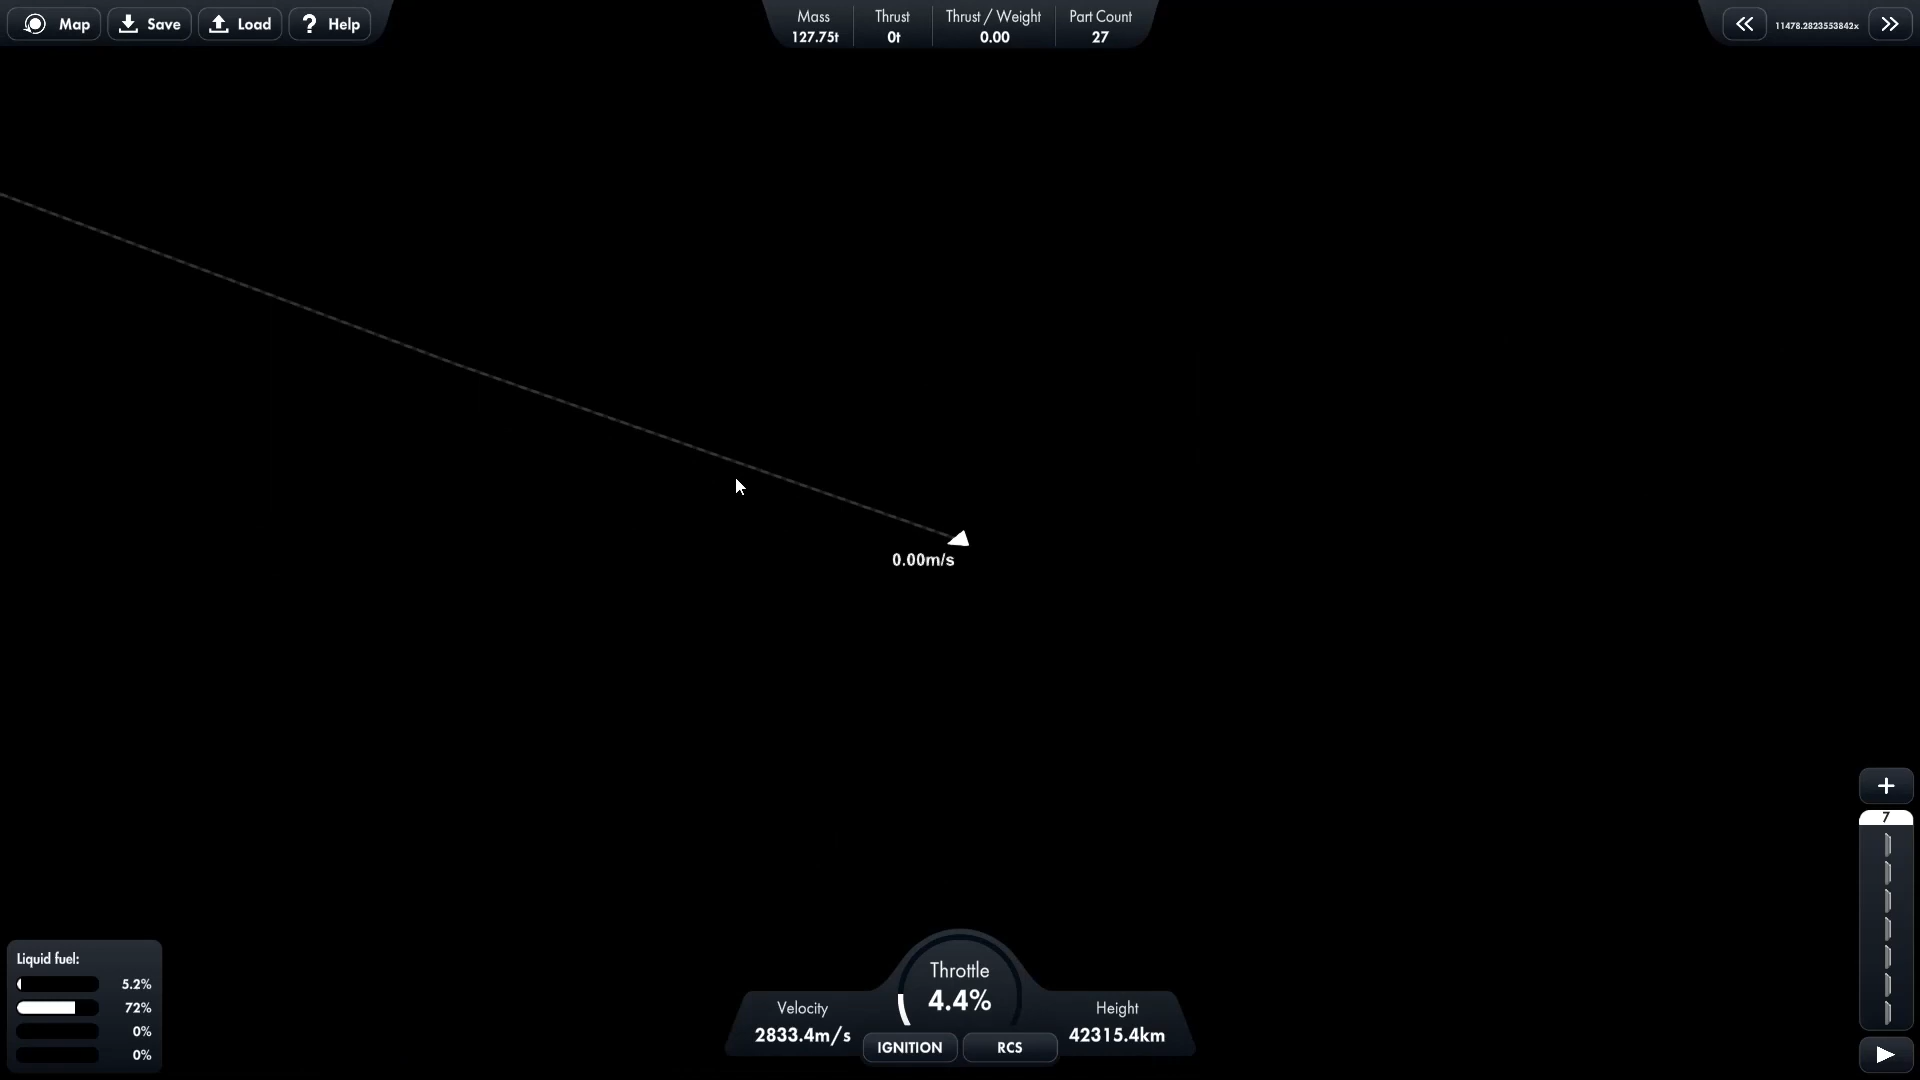 Map
Save
Load
Help
Mass
127.75t
Thrust
0t
Thrust / Weight
0.00
Part Count
27
11478.2823553842x
0.00m/s
7
Liquid fuel:
5.2%
72%
0%
0%
Throttle
4.4%
Velocity
2833.4m/s
Height
42315.4km
IGNITION
RCS